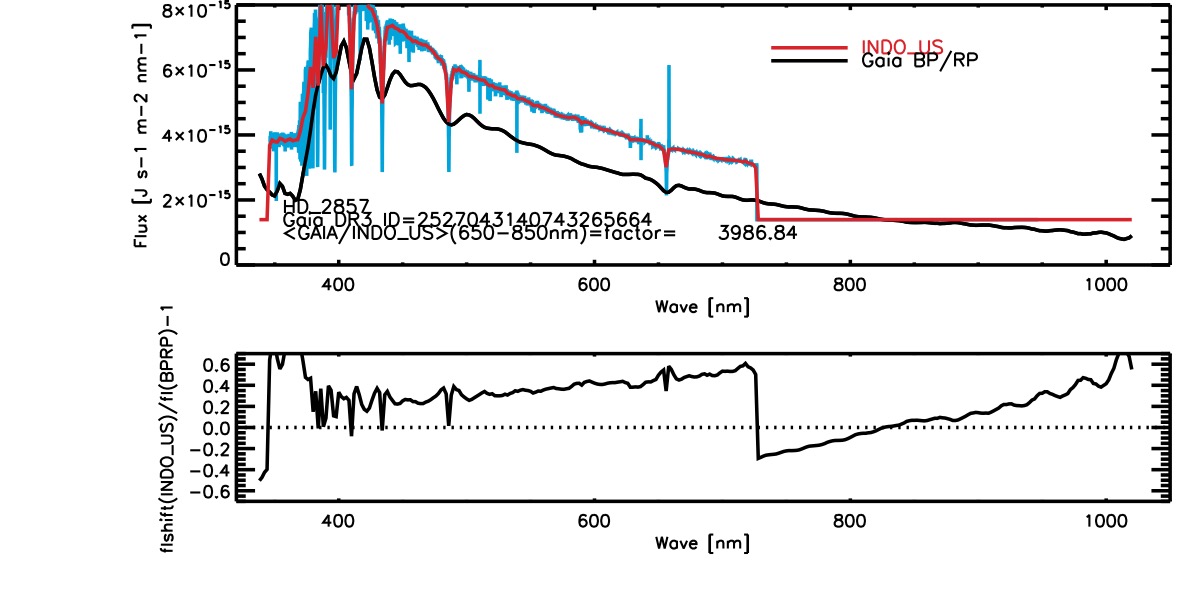 8×10−15
6×10−15
4×10−15
2×10−15
0
Flux [J s−1 m−2 nm−1]
INDO_US
Gaia BP/RP
HD_2857
Gaia DR3 ID=2527043140743265664
<GAIA/INDO_US>(650−850nm)=factor= 3986.84
400 600 800 1000
Wave [nm]
flshift(INDO_US)/fl(BPRP)−1
0.6
0.4
0.2
0.0
−0.2
−0.4
−0.6
400 600 800 1000
Wave [nm]